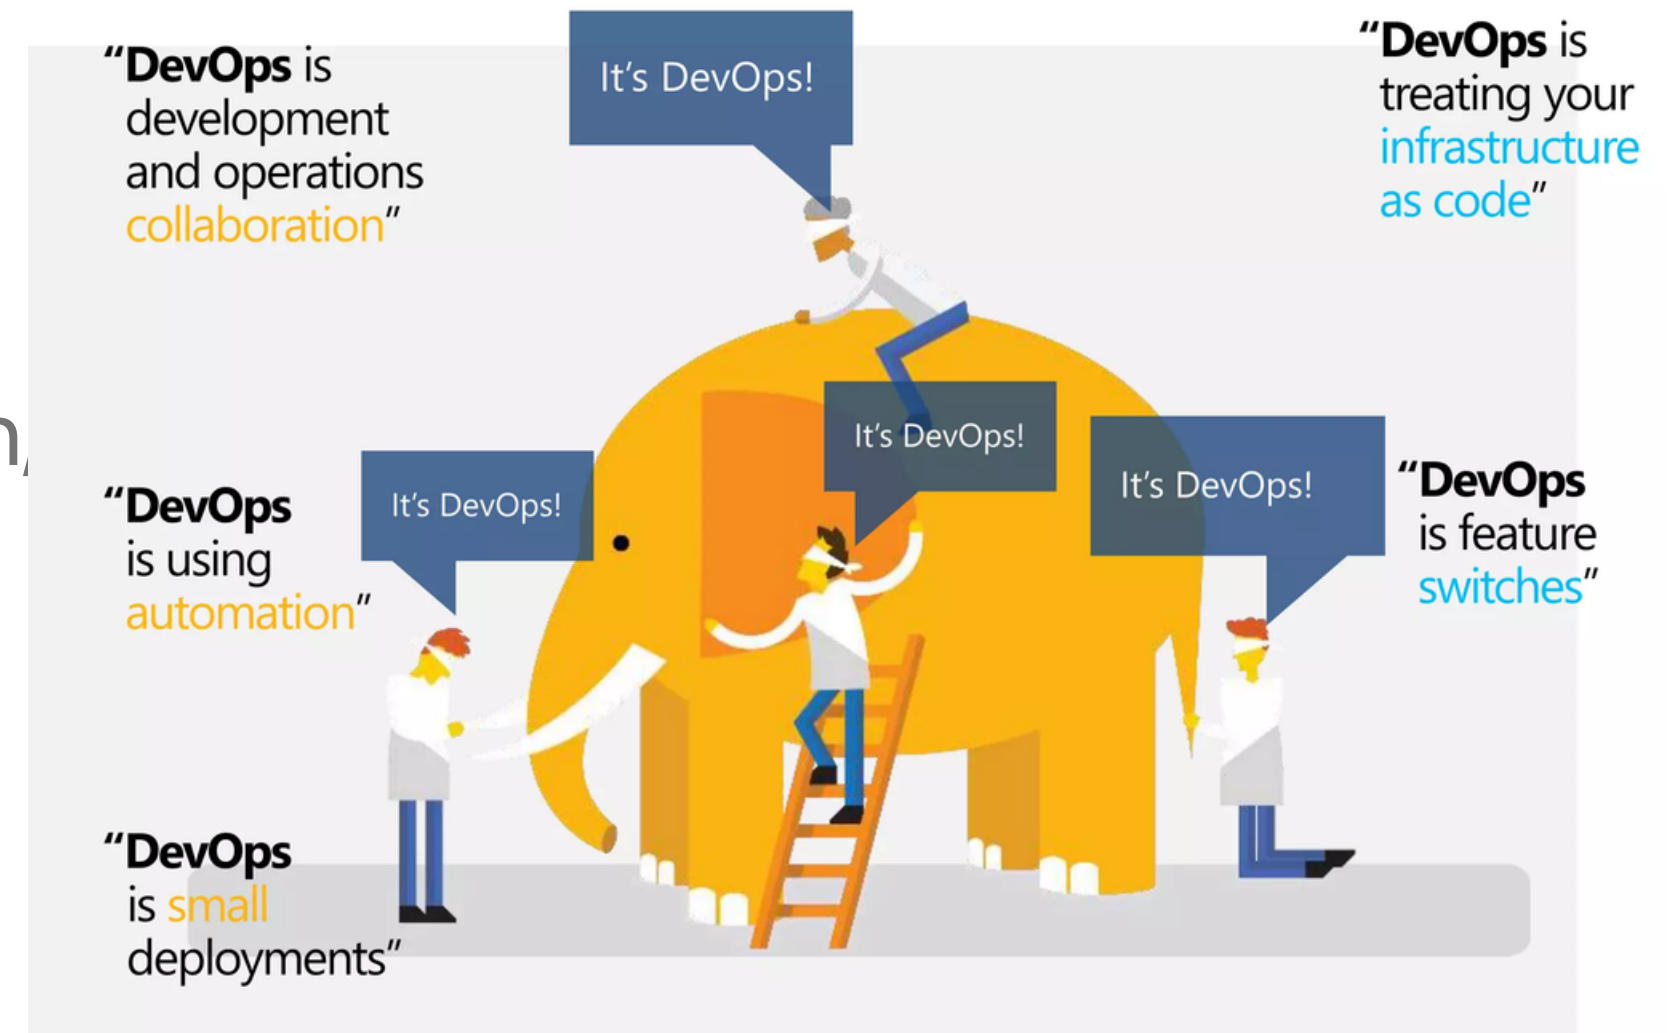 “DevOps is
development
and operations
collaboration”
It’s DevOps!
“DevOps is
treating your
infrastructure
as code”
“DevOps
is using
automation”
It’s DevOps!
It’s DevOps!
It’s DevOps!
“DevOps
is feature
switches”
“DevOps
is small
deployments”